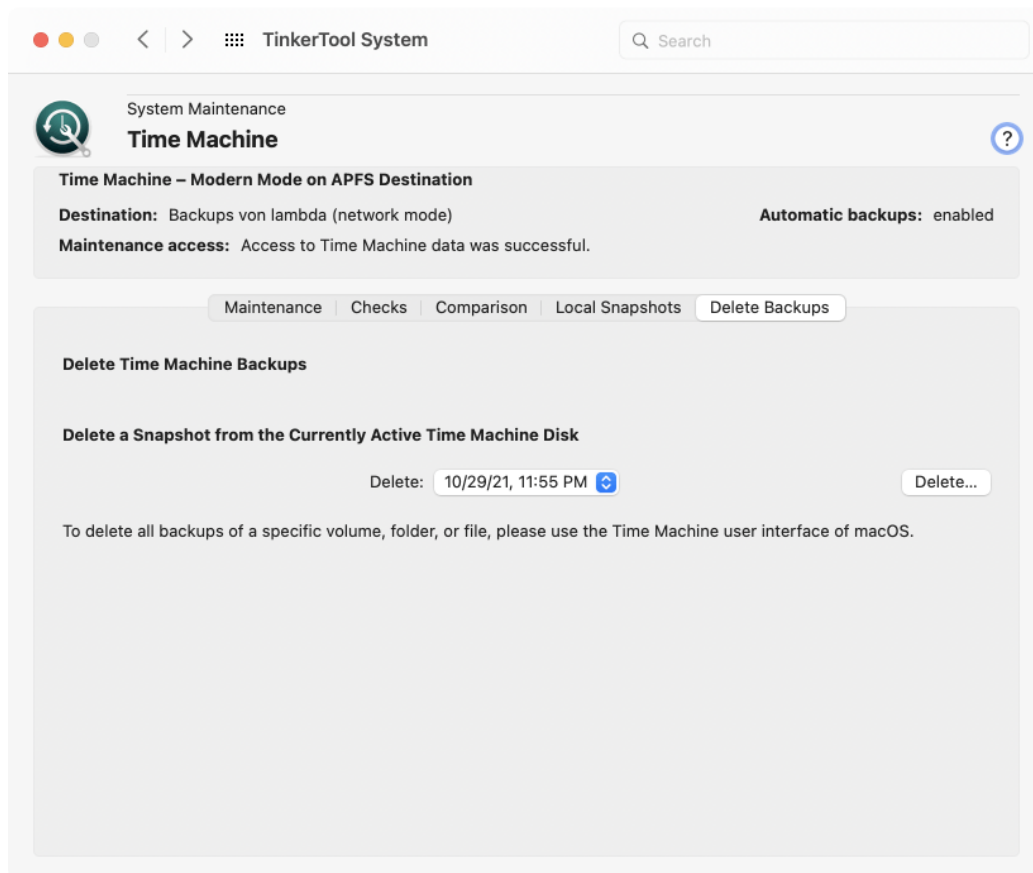 TinkerTool System
Search
System Maintenance
Time Machine
?
Time Machine – Modern Mode on APFS Destination
Destination: Backups von lambda (network mode)
Automatic backups: enabled
Maintenance access: Access to Time Machine data was successful.
Maintenance Checks Comparison Local Snapshots Delete Backups
Delete Time Machine Backups
Delete a Snapshot from the Currently Active Time Machine Disk
Delete: 10/29/21, 11:55 PM Delete...
To delete all backups of a specific volume, folder, or file, please use the Time Machine user interface of macOS.